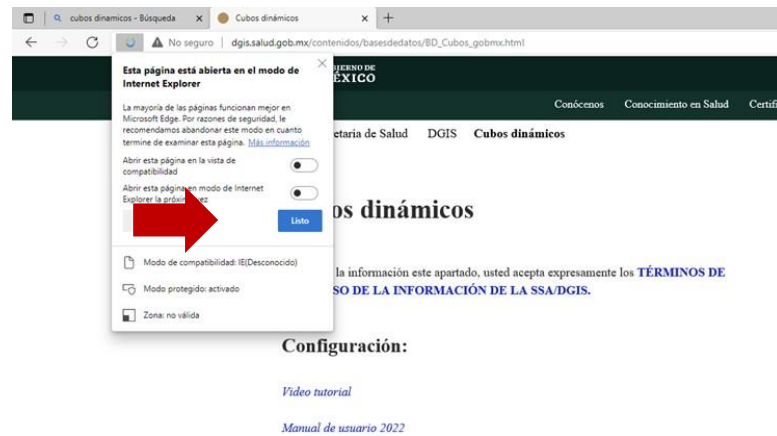 cubos dinamicos - Búsqueda
Cubos dinámicos
No seguro | dgis.salud.gob.mx/contenidos/basesdedatos/BD_Cubos_gobmx.html
Esta página está abierta en el modo de
Internet Explorer
La mayoría de las páginas funcionan mejor en
Microsoft Edge. Por razones de seguridad, le
recomendamos abandonar este modo en cuanto
termine de examinar esta página. Más información
Abrir esta página en la vista de
compatibilidad
Abrir esta página en modo de Internet
Explorer la próxima vez
Listo
Modo de compatibilidad: IE(Desconocido)
Modo protegido: activado
Zona: no válida
ÉXICO
Conócenos Conocimiento en Salud Certifi
etaria de Salud DGIS Cubos dinámicos
os dinámicos
la información este apartado, usted acepta expresamente los TÉRMINOS DE
SO DE LA INFORMACIÓN DE LA SSA/DGIS.
Configuración:
Video tutorial
Manual de usuario 2022